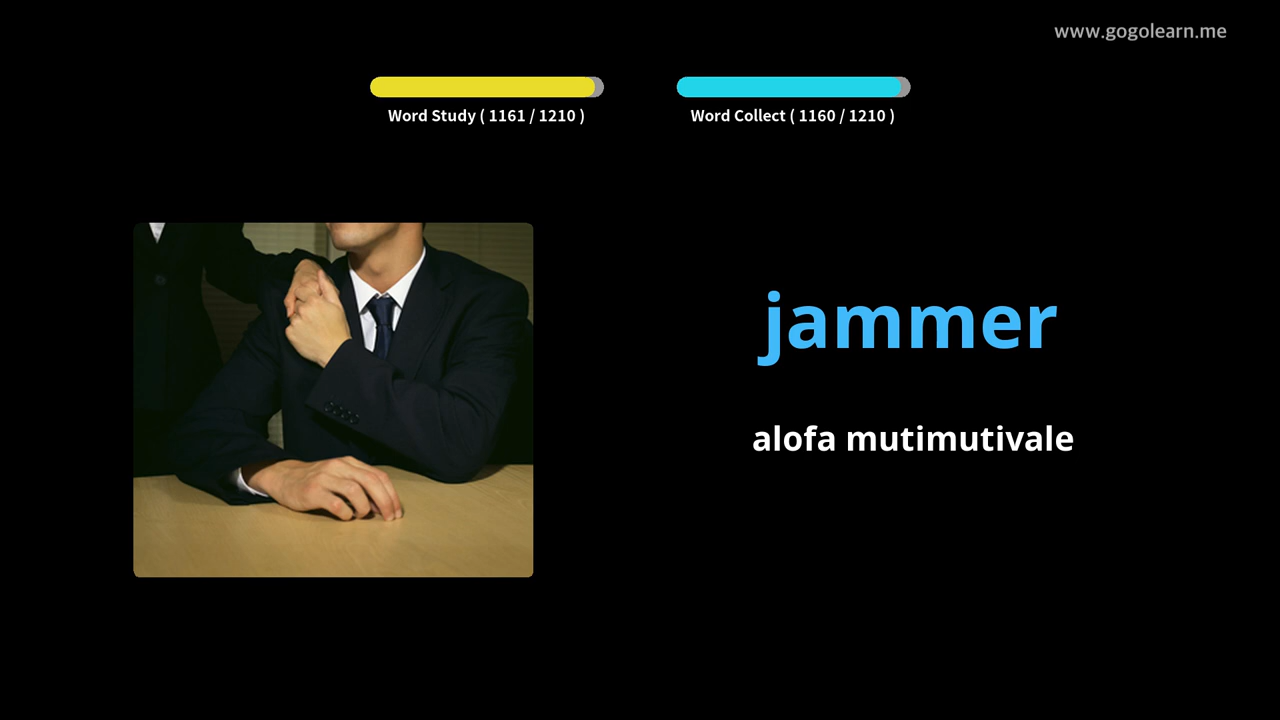 www.gogolearn.me
Word Study ( 1161 / 1210 )
Word Collect ( 1160 / 1210 )
jammer
alofa mutimutivale